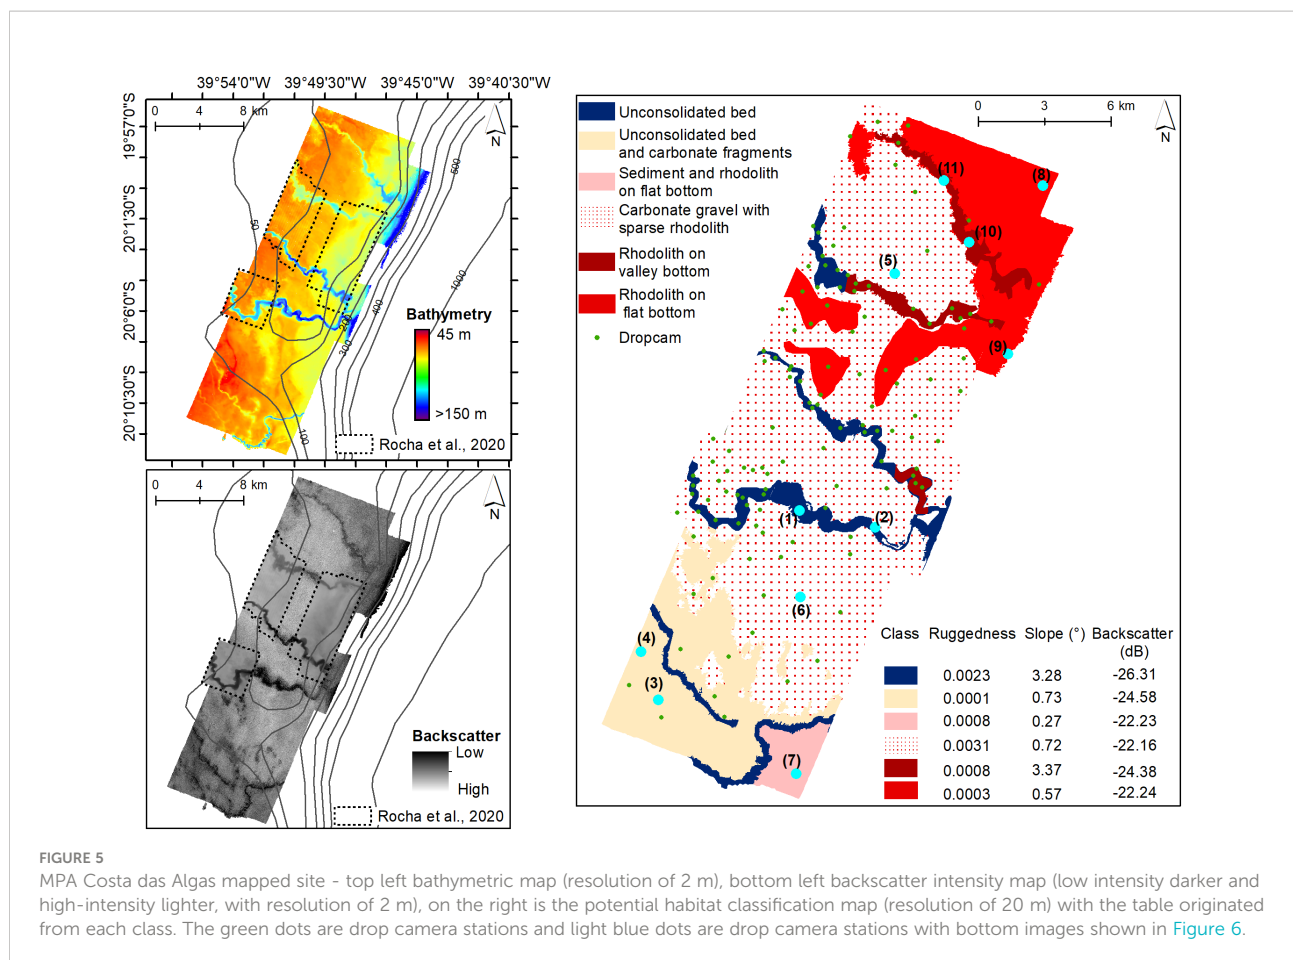 39°54'0"W 39°49'30"W 39°45'0"W 39°40'30"W
0 4 8 km
N
19°57'0"S
20°1'30"S
20°6'0"S
20°10'30"S
50
500
1000
400
200
300
100
Bathymetry
45 m
>150 m
Rocha et al., 2020
0 4 8 km
N
Backscatter
Low
High
Rocha et al., 2020
Unconsolidated bed
Unconsolidated bed
and carbonate fragments
Sediment and rhodolith
on flat bottom
Carbonate gravel with
sparse rhodolith
Rhodolith on
valley bottom
Rhodolith on
flat bottom
Dropcam
0 3 6 km
N
(11)
(8)
(10)
(5)
(9)
(1)
(2)
(6)
(4)
(3)
(7)
Class Ruggedness Slope (°) Backscatter
(dB)
0.0023 3.28 -26.31
0.0001 0.73 -24.58
0.0008 0.27 -22.23
0.0031 0.72 -22.16
0.0008 3.37 -24.38
0.0003 0.57 -22.24
FIGURE 5
MPA Costa das Algas mapped site - top left bathymetric map (resolution of 2 m), bottom left backscatter intensity map (low intensity darker and
high-intensity lighter, with resolution of 2 m), on the right is the potential habitat classification map (resolution of 20 m) with the table originated
from each class. The green dots are drop camera stations and light blue dots are drop camera stations with bottom images shown in Figure 6.